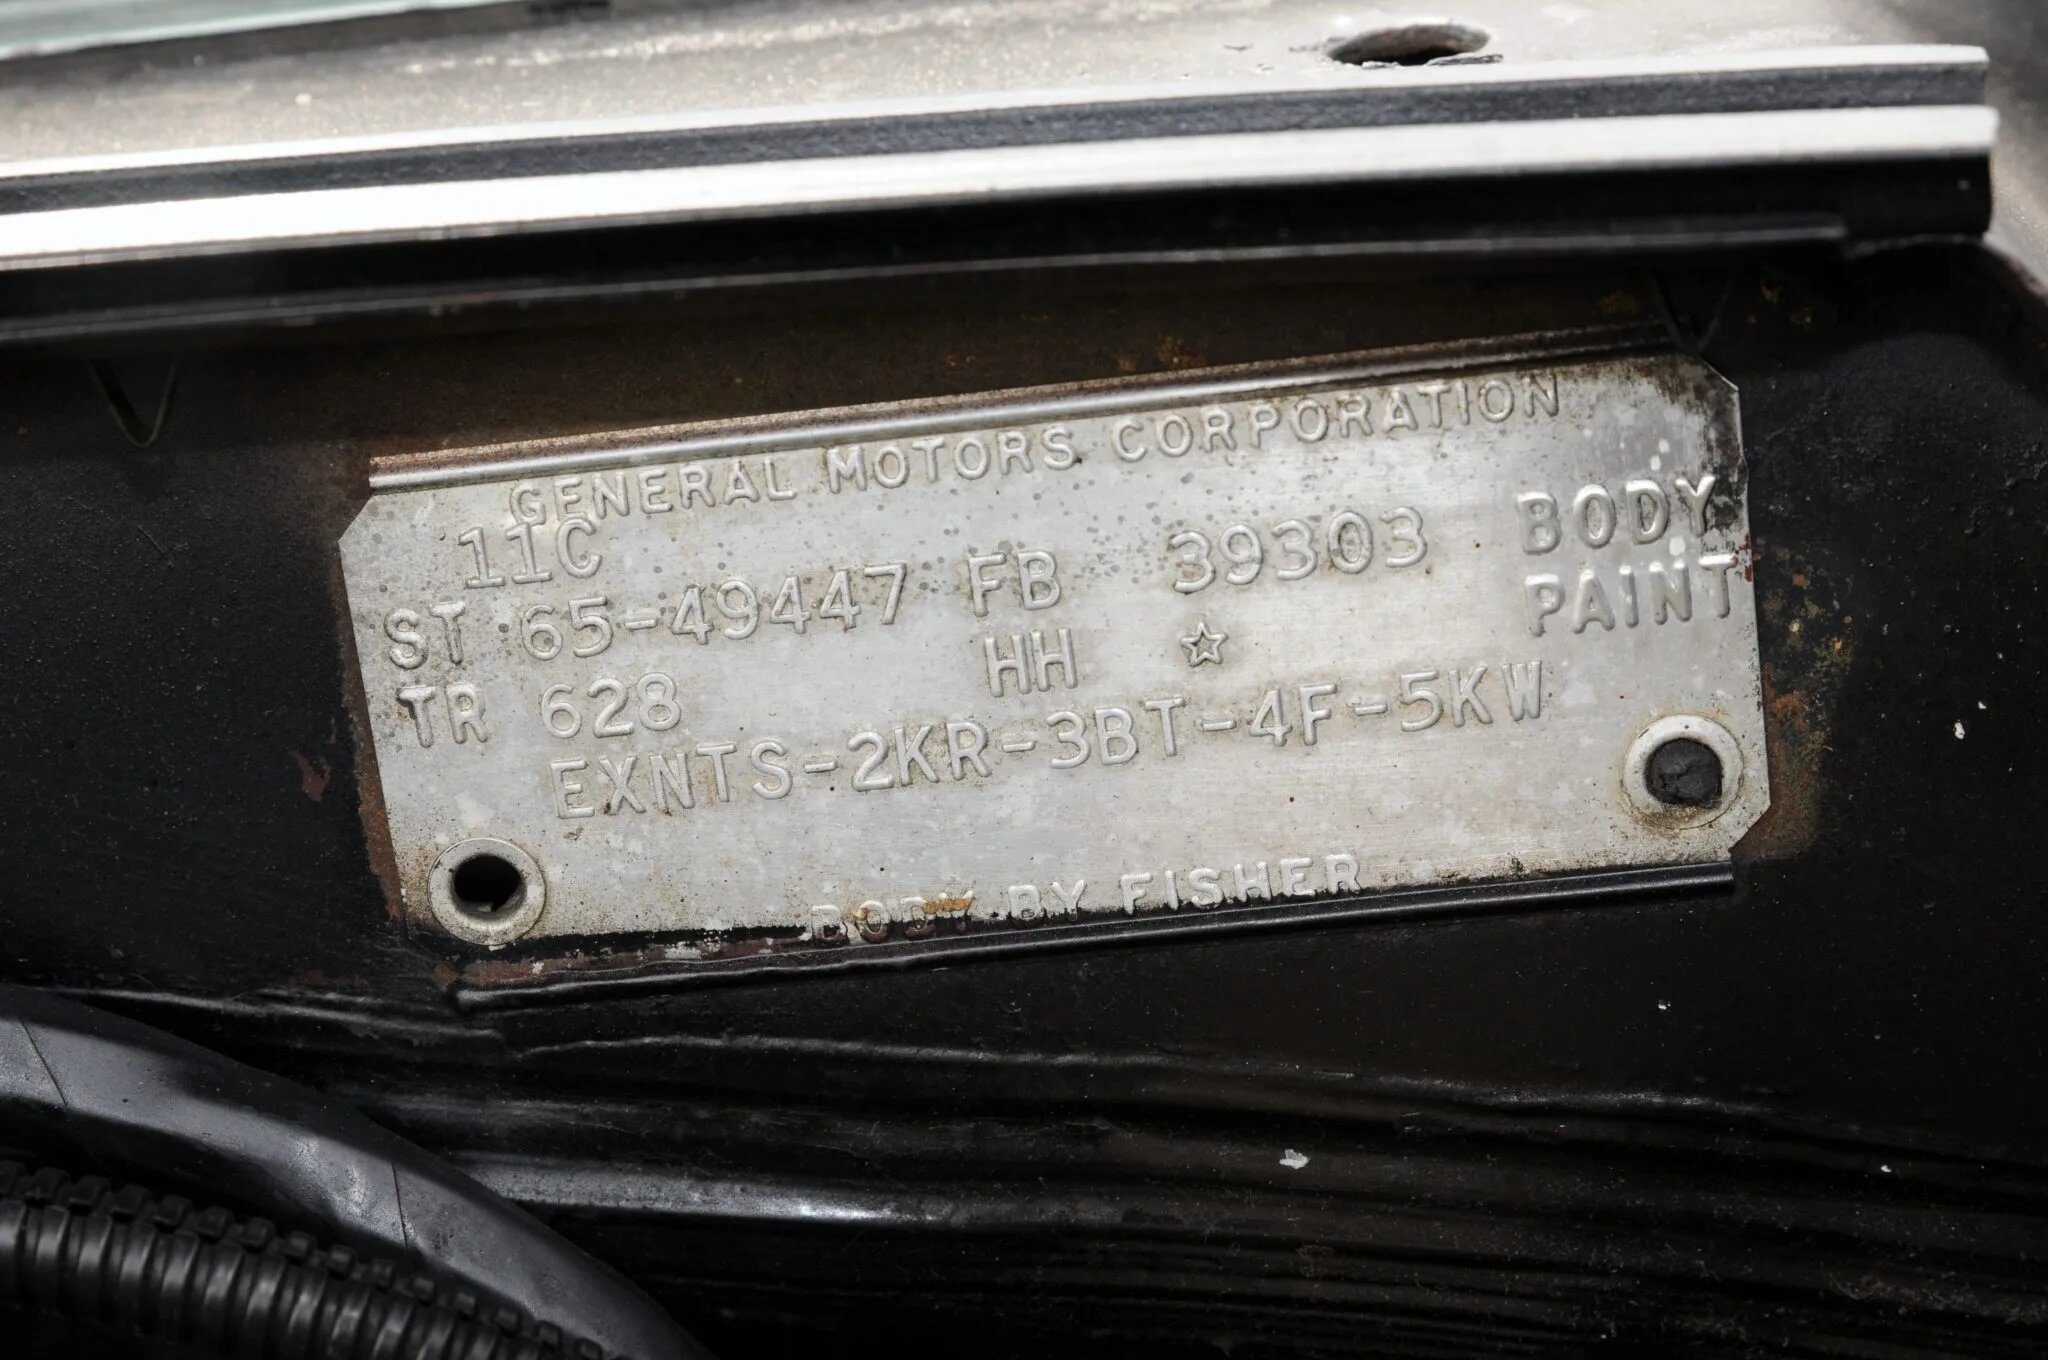 GENERAL MOTORS CORPORATION
11C
ST 65-49447 FB 39303 BODY
TR 628 HH ☆ PAINT
EXNTS-2KR-3BT-4F-5KW
BODY BY FISHER